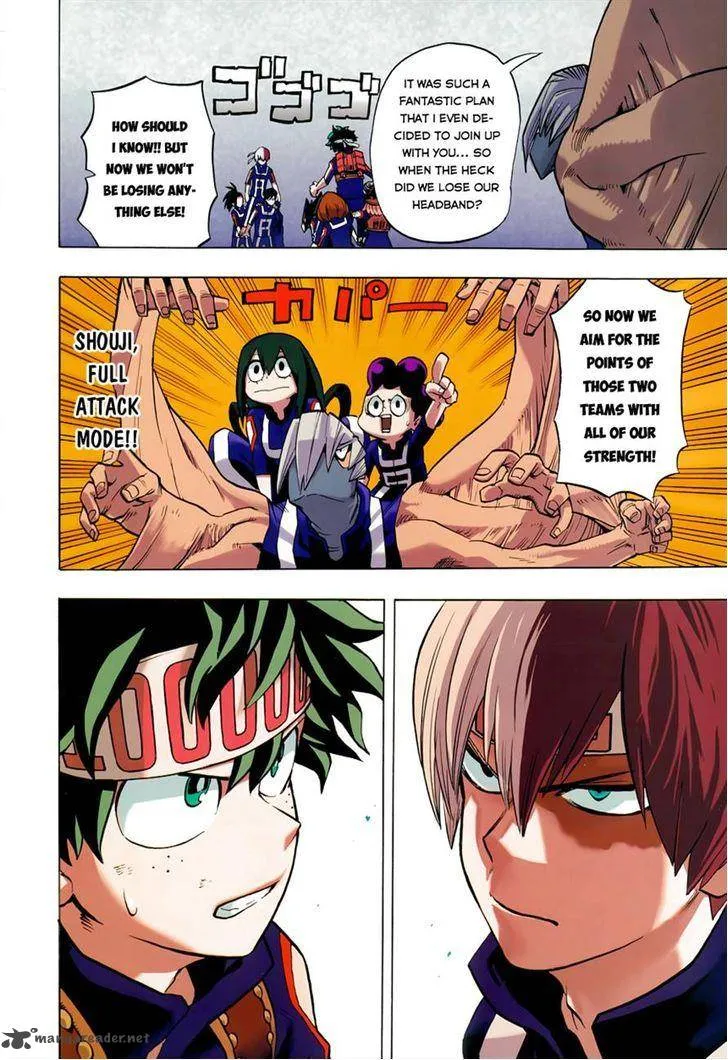 IT WAS SUCH A
FANTASTIC PLAN
THAT I EVEN DE-
CIDED TO JOIN UP
WITH YOU... SO
WHEN THE HECK
DID WE LOSE OUR
HEADBAND?
ゴゴゴ
HOW SHOULD
I KNOW!! BUT
NOW WE WON'T
BE LOSING ANY-
THING ELSE!
SO NOW WE
AIM FOR THE
POINTS OF
THOSE TWO
TEAMS WITH
ALL OF OUR
STRENGTH!
カパー
SHOUJI,
FULL
ATTACK
MODE!!
000000
mangareader.net